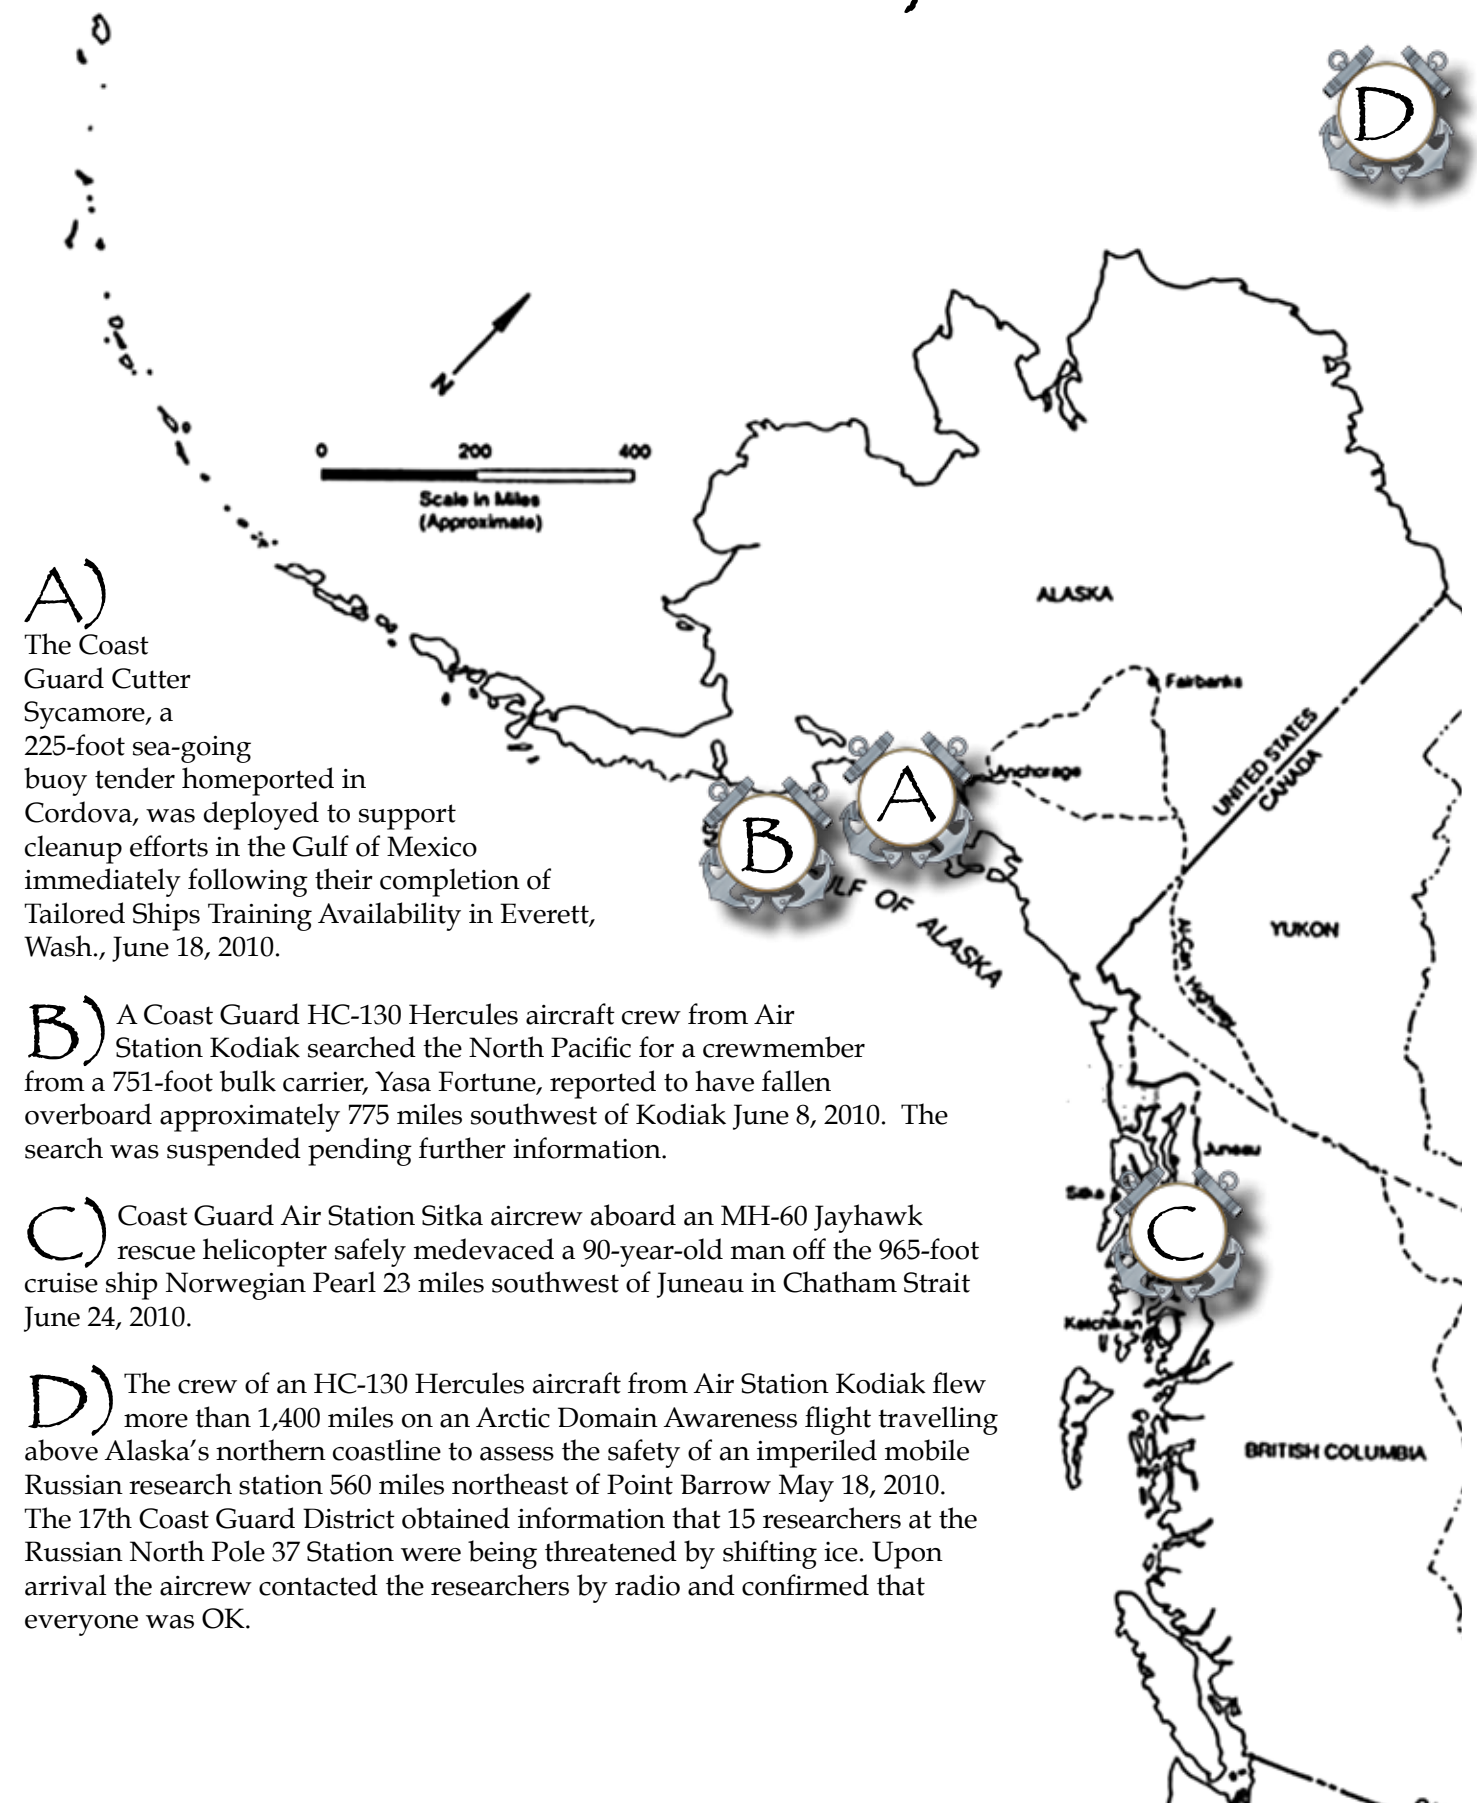 D
N
0 200 400
Scale in Miles
(Approximate)
ALASKA
Fairbanks
Anchorage
UNITED STATES
CANADA
A
B
OF ALASKA
YUKON
Highway
Juneau
Sitka
C
Ketchikan
BRITISH COLUMBIA
A)
The Coast
Guard Cutter
Sycamore, a
225-foot sea-going
buoy tender homeported in
Cordova, was deployed to support
cleanup efforts in the Gulf of Mexico
immediately following their completion of
Tailored Ships Training Availability in Everett,
Wash., June 18, 2010.
B) A Coast Guard HC-130 Hercules aircraft crew from Air
Station Kodiak searched the North Pacific for a crewmember
from a 751-foot bulk carrier, Yasa Fortune, reported to have fallen
overboard approximately 775 miles southwest of Kodiak June 8, 2010. The
search was suspended pending further information.
C) Coast Guard Air Station Sitka aircrew aboard an MH-60 Jayhawk
rescue helicopter safely medevaced a 90-year-old man off the 965-foot
cruise ship Norwegian Pearl 23 miles southwest of Juneau in Chatham Strait
June 24, 2010.
D) The crew of an HC-130 Hercules aircraft from Air Station Kodiak flew
more than 1,400 miles on an Arctic Domain Awareness flight travelling
above Alaska's northern coastline to assess the safety of an imperiled mobile
Russian research station 560 miles northeast of Point Barrow May 18, 2010.
The 17th Coast Guard District obtained information that 15 researchers at the
Russian North Pole 37 Station were being threatened by shifting ice. Upon
arrival the aircrew contacted the researchers by radio and confirmed that
everyone was OK.